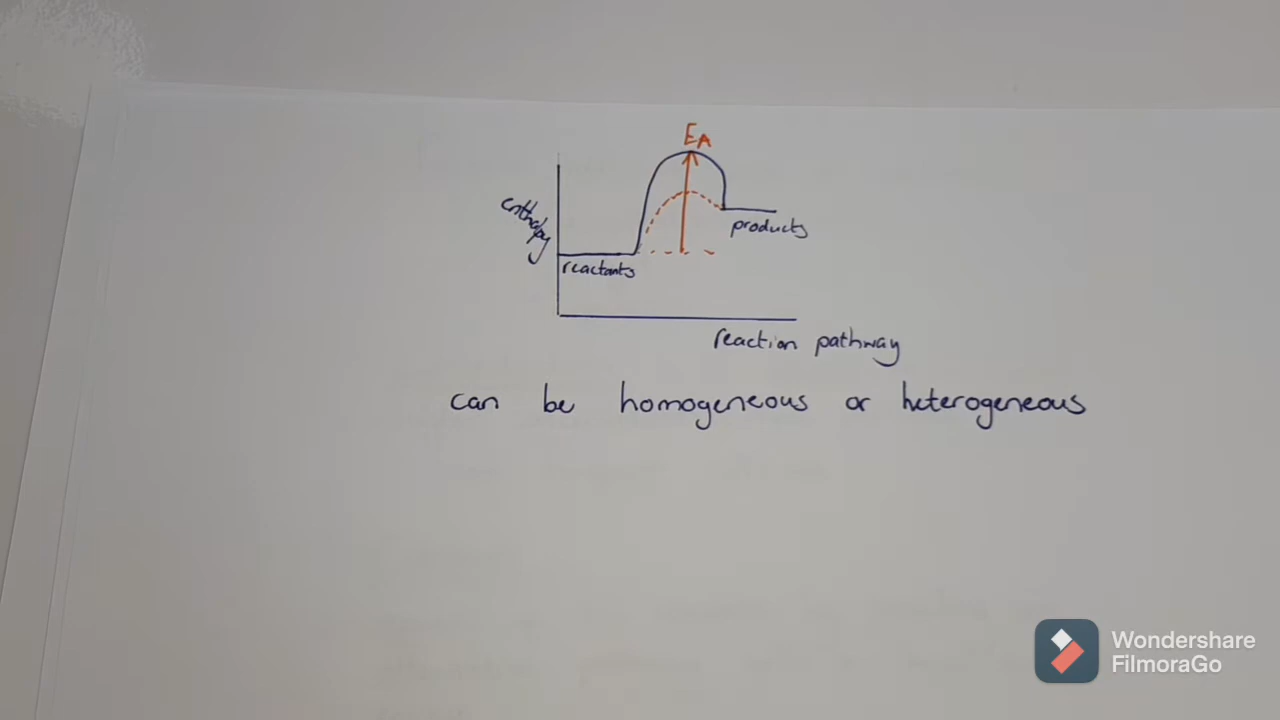 EA
enthalpy
products
reactants
reaction pathway
can be homogeneous or heterogeneous
Wondershare
FilmoraGo